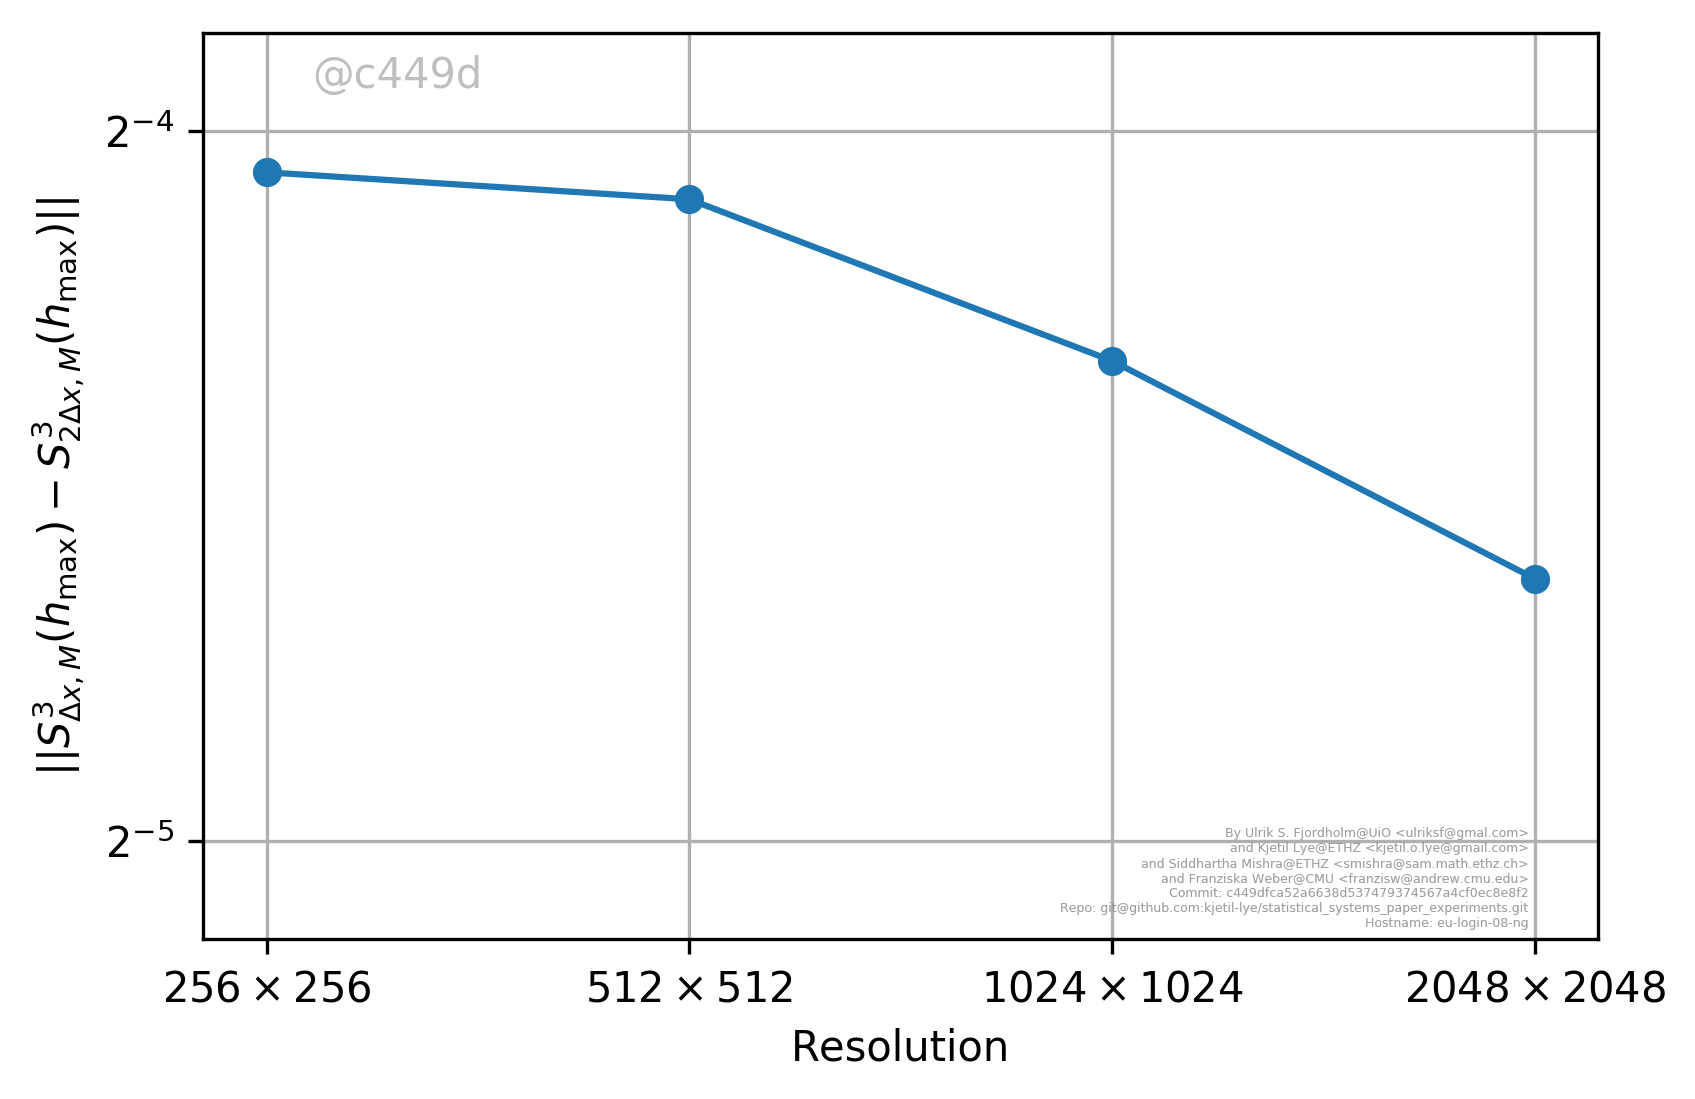 @c449d
2⁻⁴
||S³_{Δx,M}(h_max) − S³_{2Δx,M}(h_max)||
2⁻⁵
By Ulrik S. Fjordholm@UiO <ulriksf@gmal.com>
and Kjetil Lye@ETHZ <kjetil.o.lye@gmail.com>
and Siddhartha Mishra@ETHZ <smishra@sam.math.ethz.ch>
and Franziska Weber@CMU <franzisw@andrew.cmu.edu>
Commit: c449dfca52a6638d537479374567a4cf0ec8e8f2
Repo: git@github.com:kjetil-lye/statistical_systems_paper_experiments.git
Hostname: eu-login-08-ng
256 × 256 512 × 512 1024 × 1024 2048 × 2048
Resolution